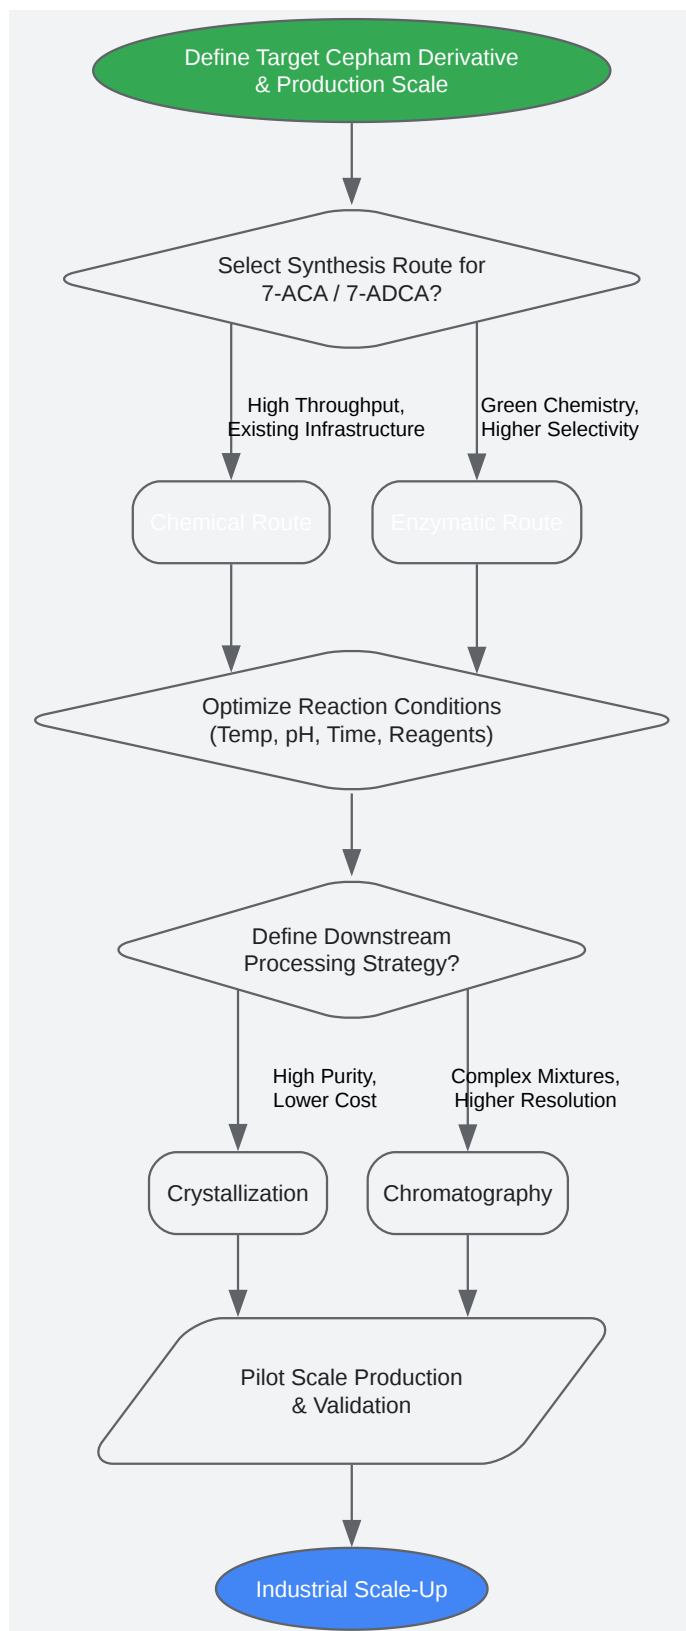 Define Target Cepham Derivative
& Production Scale
Select Synthesis Route for
7-ACA / 7-ADCA?
High Throughput,
Existing Infrastructure
Green Chemistry,
Higher Selectivity
Chemical Route
Enzymatic Route
Optimize Reaction Conditions
(Temp, pH, Time, Reagents)
Define Downstream
Processing Strategy?
High Purity,
Lower Cost
Complex Mixtures,
Higher Resolution
Crystallization
Chromatography
Pilot Scale Production
& Validation
Industrial Scale-Up